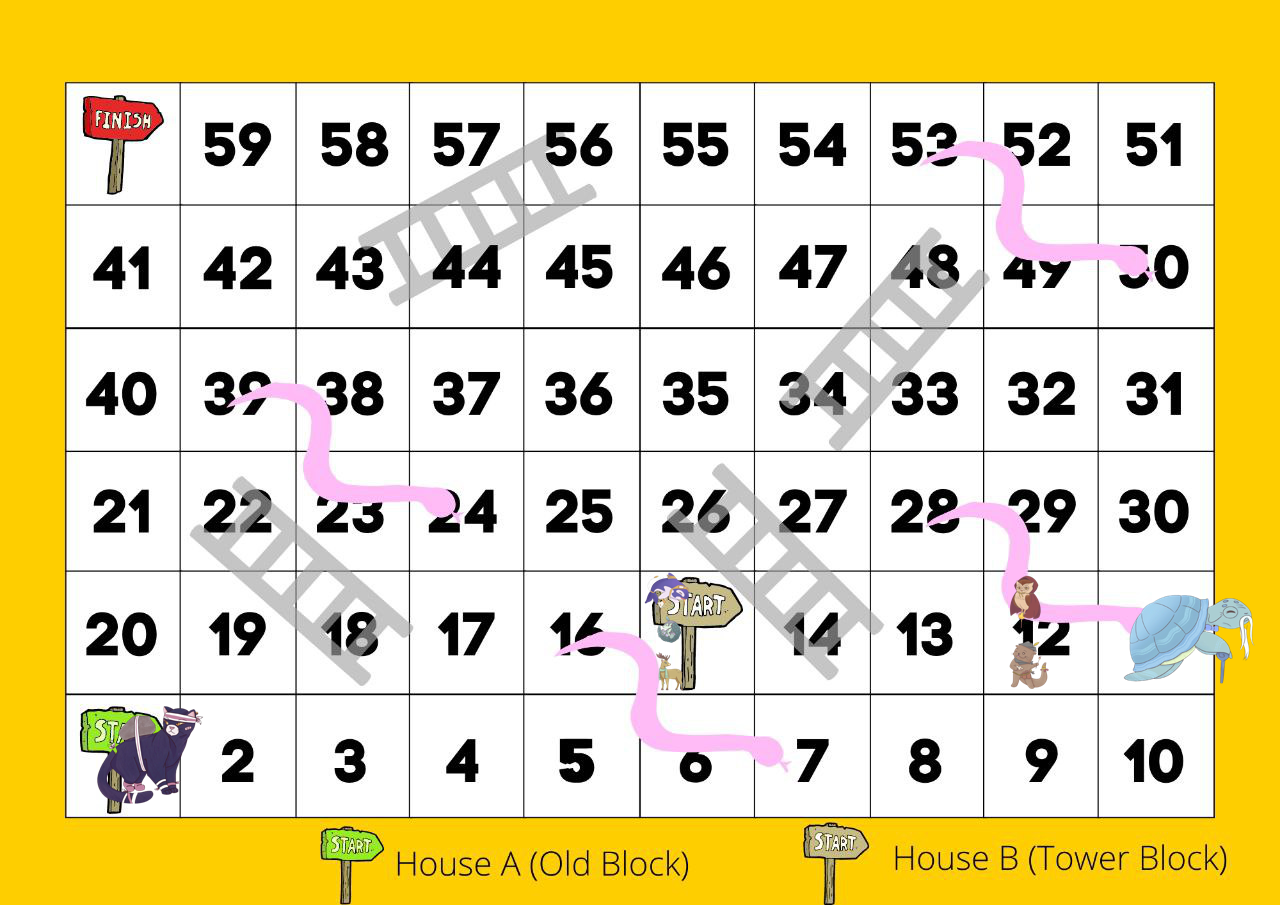 FINISH 59 58 57 56 55 54 53 52 51
41 42 43 44 45 46 47 48 49 50
40 39 38 37 36 35 34 33 32 31
21 22 23 24 25 26 27 28 29 30
20 19 18 17 16 START 14 13 12
2 3 4 5 6 7 8 9 10
START House A (Old Block) START House B (Tower Block)